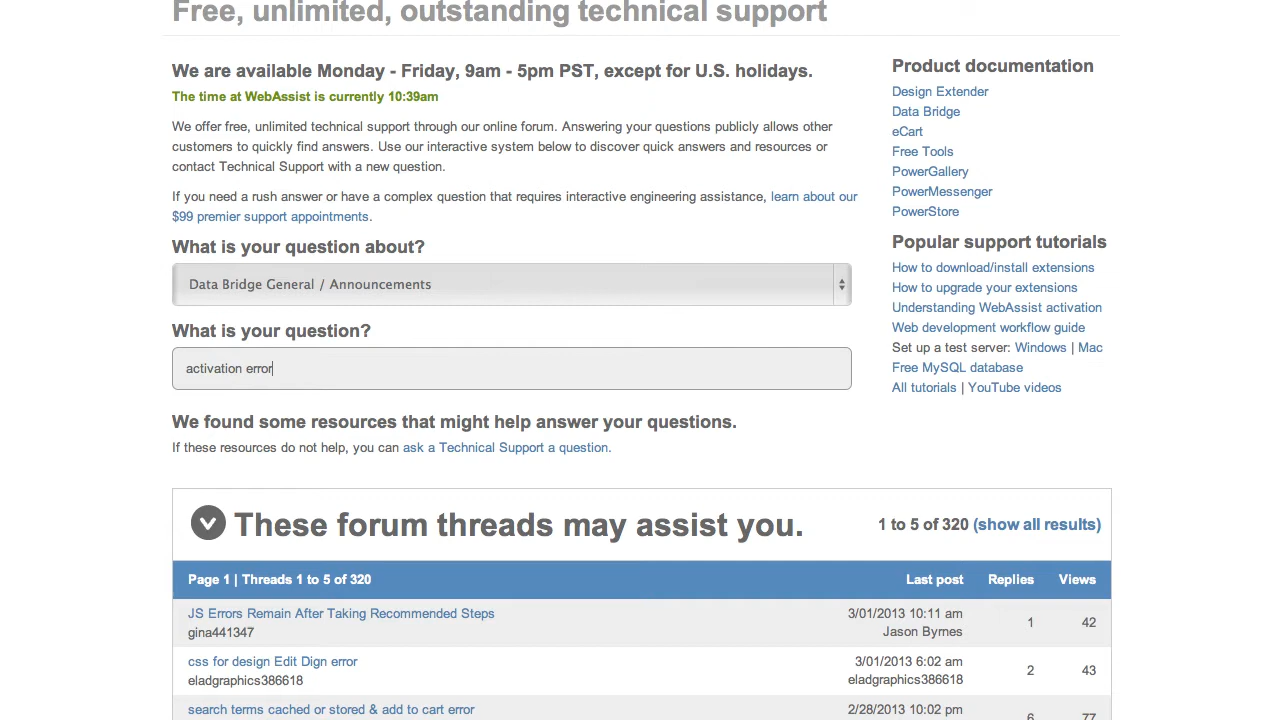 Free, unlimited, outstanding technical support
We are available Monday - Friday, 9am - 5pm PST, except for U.S. holidays.
The time at WebAssist is currently 10:39am
We offer free, unlimited technical support through our online forum. Answering your questions publicly allows other
customers to quickly find answers. Use our interactive system below to discover quick answers and resources or
contact Technical Support with a new question.
If you need a rush answer or have a complex question that requires interactive engineering assistance, learn about our
$99 premier support appointments.
What is your question about?
Data Bridge General / Announcements
What is your question?
activation error
We found some resources that might help answer your questions.
If these resources do not help, you can ask a Technical Support a question.
Product documentation
Design Extender
Data Bridge
eCart
Free Tools
PowerGallery
PowerMessenger
PowerStore
Popular support tutorials
How to download/install extensions
How to upgrade your extensions
Understanding WebAssist activation
Web development workflow guide
Set up a test server: Windows | Mac
Free MySQL database
All tutorials | YouTube videos
These forum threads may assist you. 1 to 5 of 320 (show all results)
Page 1 | Threads 1 to 5 of 320 Last post Replies Views
JS Errors Remain After Taking Recommended Steps 3/01/2013 10:11 am 1 42
gina441347 Jason Byrnes
css for design Edit Dign error 3/01/2013 6:02 am 2 43
eladgraphics386618 eladgraphics386618
search terms cached or stored & add to cart error 2/28/2013 10:02 pm 6 77